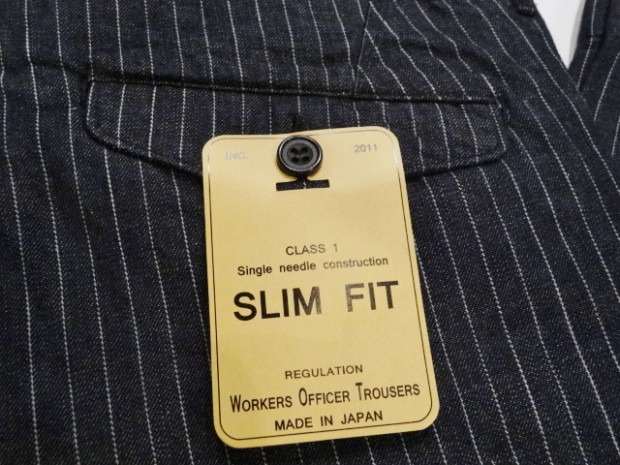 INC. 2011
CLASS 1
Single needle construction
SLIM FIT
REGULATION
WORKERS OFFICER TROUSERS
MADE IN JAPAN